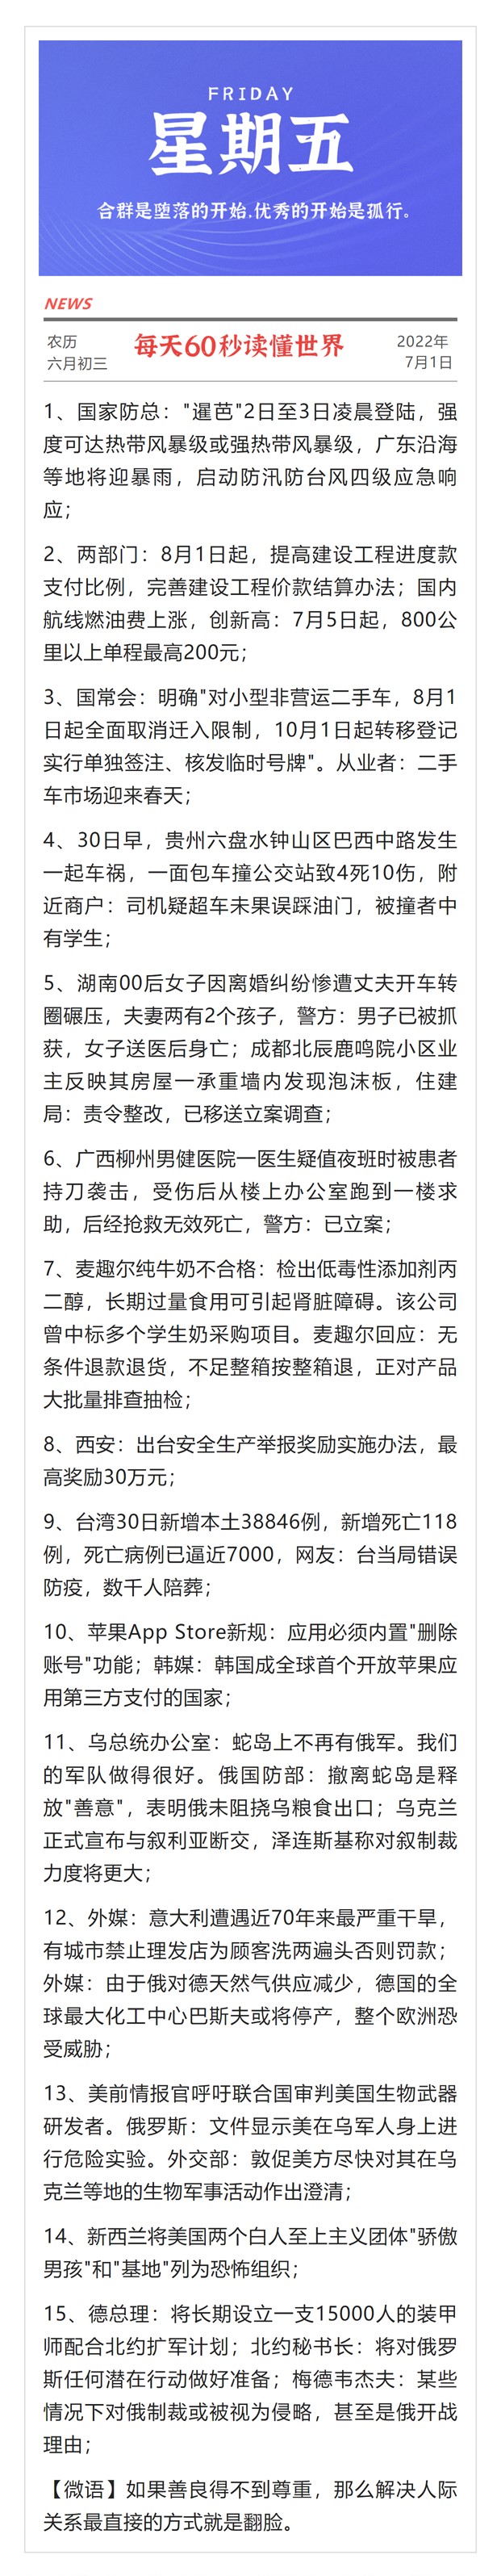 FRIDAY
星期五
合群是堕落的开始.优秀的开始是孤行。
NEWS
农历
六月初三
每天60秒读懂世界
2022年
7月1日
1、国家防总："暹芭"2日至3日凌晨登陆，强
度可达热带风暴级或强热带风暴级，广东沿海
等地将迎暴雨，启动防汛防台风四级应急响
应；
2、两部门：8月1日起，提高建设工程进度款
支付比例，完善建设工程价款结算办法；国内
航线燃油费上涨，创新高：7月5日起，800公
里以上单程最高200元；
3、国常会：明确"对小型非营运二手车，8月1
日起全面取消迁入限制，10月1日起转移登记
实行单独签注、核发临时号牌"。从业者：二手
车市场迎来春天；
4、30日早，贵州六盘水钟山区巴西中路发生
一起车祸，一面包车撞公交站致4死10伤，附
近商户：司机疑超车未果误踩油门，被撞者中
有学生；
5、湖南00后女子因离婚纠纷惨遭丈夫开车转
圈碾压，夫妻两有2个孩子，警方：男子已被抓
获，女子送医后身亡；成都北辰鹿鸣院小区业
主反映其房屋一承重墙内发现泡沫板，住建
局：责令整改，已移送立案调查；
6、广西柳州男健医院一医生疑值夜班时被患者
持刀袭击，受伤后从楼上办公室跑到一楼求
助，后经抢救无效死亡，警方：已立案；
7、麦趣尔纯牛奶不合格：检出低毒性添加剂丙
二醇，长期过量食用可引起肾脏障碍。该公司
曾中标多个学生奶采购项目。麦趣尔回应：无
条件退款退货，不足整箱按整箱退，正对产品
大批量排查抽检；
8、西安：出台安全生产举报奖励实施办法，最
高奖励30万元；
9、台湾30日新增本土38846例，新增死亡118
例，死亡病例已逼近7000，网友：台当局错误
防疫，数千人陪葬；
10、苹果App Store新规：应用必须内置"删除
账号"功能；韩媒：韩国成全球首个开放苹果应
用第三方支付的国家；
11、乌总统办公室：蛇岛上不再有俄军。我们
的军队做得很好。俄国防部：撤离蛇岛是释
放"善意"，表明俄未阻挠乌粮食出口；乌克兰
正式宣布与叙利亚断交，泽连斯基称对叙制裁
力度将更大；
12、外媒：意大利遭遇近70年来最严重干旱，
有城市禁止理发店为顾客洗两遍头否则罚款；
外媒：由于俄对德天然气供应减少，德国的全
球最大化工中心巴斯夫或将停产，整个欧洲恐
受威胁；
13、美前情报官呼吁联合国审判美国生物武器
研发者。俄罗斯：文件显示美在乌军人身上进
行危险实验。外交部：敦促美方尽快对其在乌
克兰等地的生物军事活动作出澄清；
14、新西兰将美国两个白人至上主义团体"骄傲
男孩"和"基地"列为恐怖组织；
15、德总理：将长期设立一支15000人的装甲
师配合北约扩军计划；北约秘书长：将对俄罗
斯任何潜在行动做好准备；梅德韦杰夫：某些
情况下对俄制裁或被视为侵略，甚至是俄开战
理由；
【微语】如果善良得不到尊重，那么解决人际
关系最直接的方式就是翻脸。